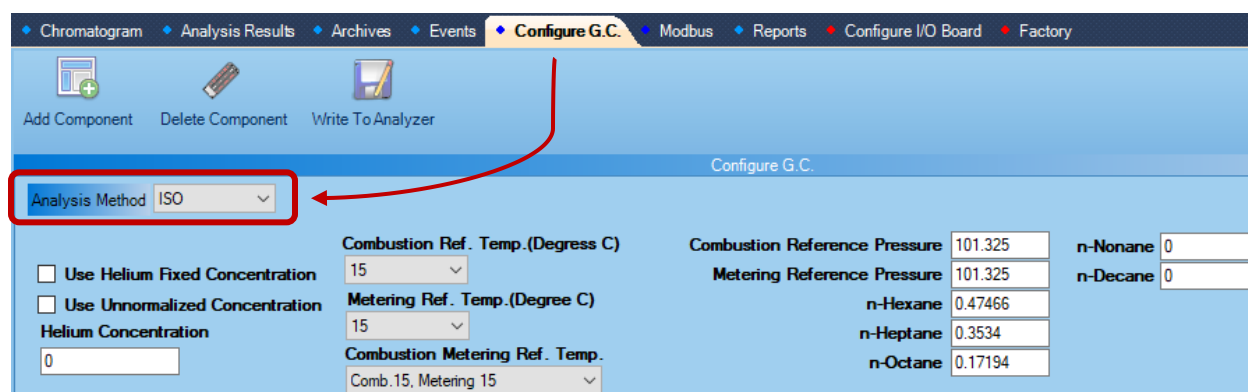 Chromatogram Analysis Results Archives Events Configure G.C. Modbus Reports Configure I/O Board Factory
Add Component Delete Component Write To Analyzer
Configure G.C.
Analysis Method ISO
Combustion Ref. Temp.(Degress C)
15
Metering Ref. Temp.(Degree C)
15
Combustion Metering Ref. Temp.
Comb.15, Metering 15
Use Helium Fixed Concentration
Use Unnormalized Concentration
Helium Concentration
0
Combustion Reference Pressure 101.325
Metering Reference Pressure 101.325
n-Hexane 0.47466
n-Heptane 0.3534
n-Octane 0.17194
n-Nonane 0
n-Decane 0